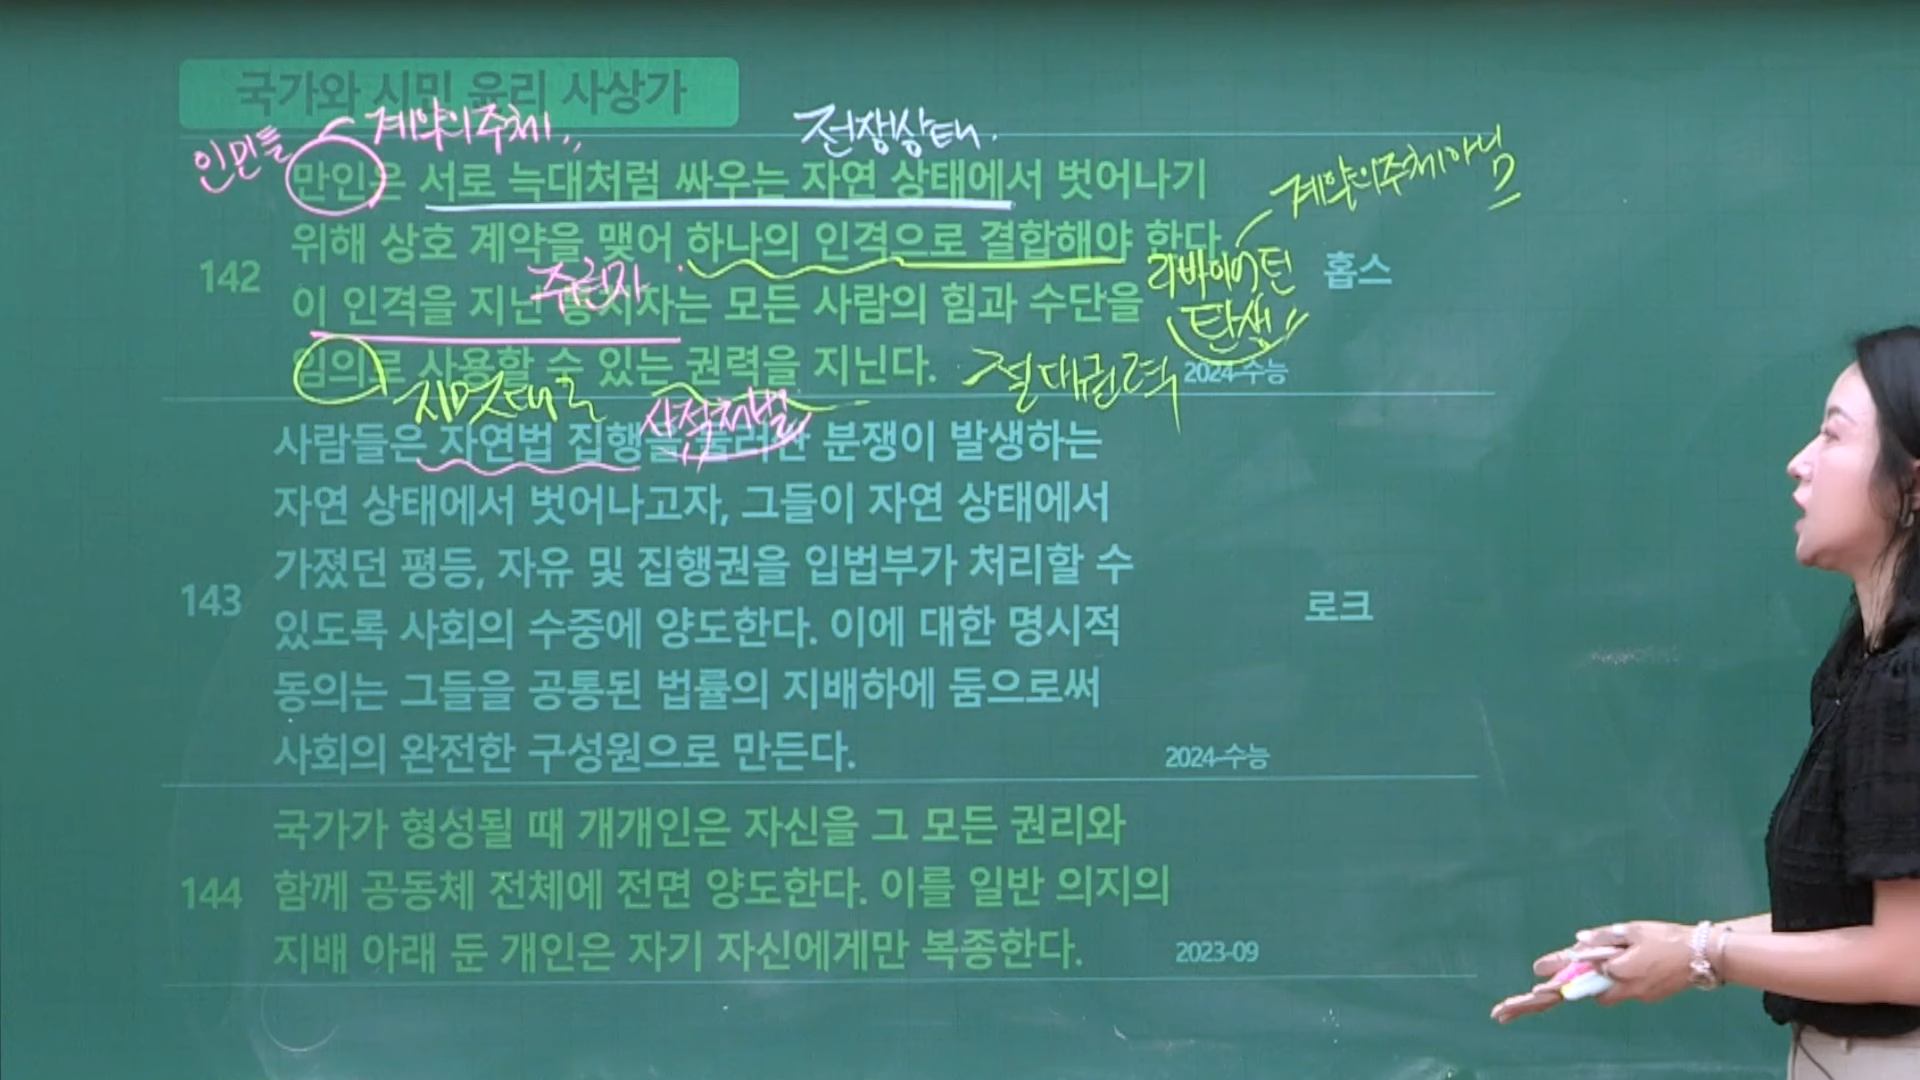 국가와 시민 윤리 사상가
인민들
계약의 주체
전쟁상태.
만인은 서로 늑대처럼 싸우는 자연 상태에서 벗어나기
계약의 주체 아님
142
위해 상호 계약을 맺어 하나의 인격으로 결합해야 한다.
리바이어던
탄생
홉스
주권자
이 인격을 지닌 통치자는 모든 사람의 힘과 수단을
임의로 사용할 수 있는 권력을 지닌다.
절대권력
2024-수능
지멋대로
사적처벌
사람들은 자연법 집행을 둘러싼 분쟁이 발생하는
자연 상태에서 벗어나고자, 그들이 자연 상태에서
가졌던 평등, 자유 및 집행권을 입법부가 처리할 수
143
있도록 사회의 수중에 양도한다. 이에 대한 명시적
로크
동의는 그들을 공통된 법률의 지배하에 둠으로써
사회의 완전한 구성원으로 만든다.
2024-수능
국가가 형성될 때 개개인은 자신을 그 모든 권리와
144
함께 공동체 전체에 전면 양도한다. 이를 일반 의지의
지배 아래 둔 개인은 자기 자신에게만 복종한다.
2023-09